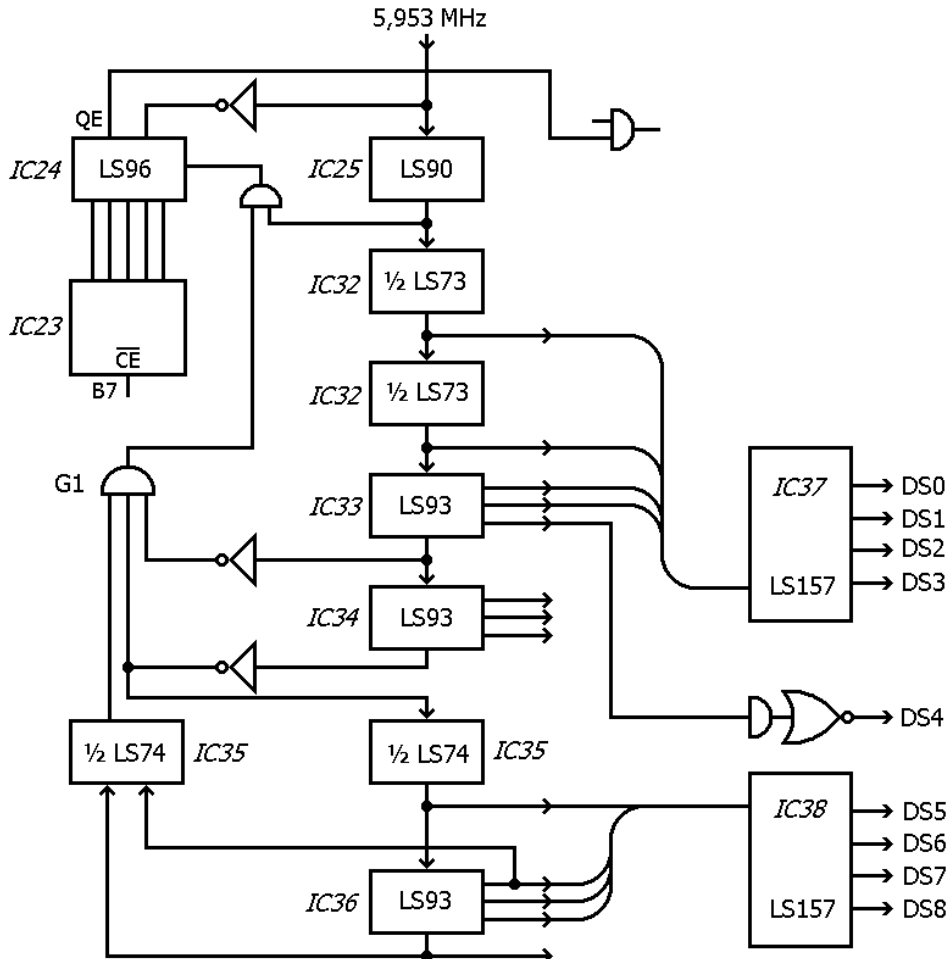 5,953 MHz
QE
IC24
LS96
IC25
LS90
IC32
½ LS73
IC23
CE
B7
IC32
½ LS73
G1
IC33
LS93
IC37
LS157
DS0
DS1
DS2
DS3
IC34
LS93
DS4
½ LS74
IC35
½ LS74
IC35
IC38
LS157
DS5
DS6
DS7
DS8
IC36
LS93